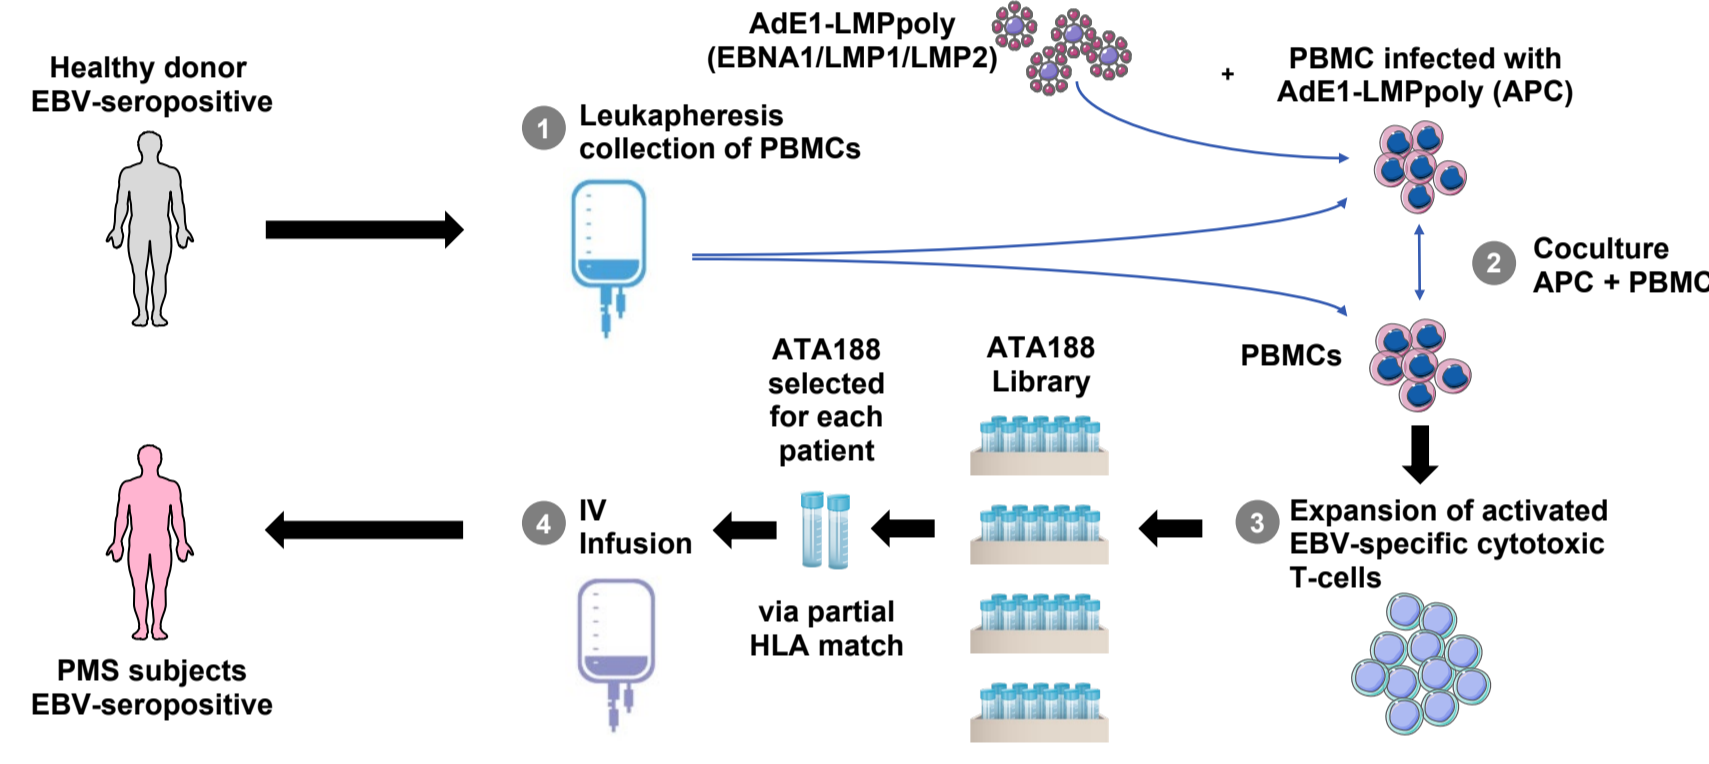 Healthy donor
EBV-seropositive
1
Leukapheresis
collection of PBMCs
AdE1-LMPpoly
(EBNA1/LMP1/LMP2)
+
PBMC infected with
AdE1-LMPpoly (APC)
2
Coculture
APC + PBMC
PBMCs
3
Expansion of activated
EBV-specific cytotoxic
T-cells
ATA188
Library
ATA188
selected
for each
patient
via partial
HLA match
4
IV
Infusion
PMS subjects
EBV-seropositive